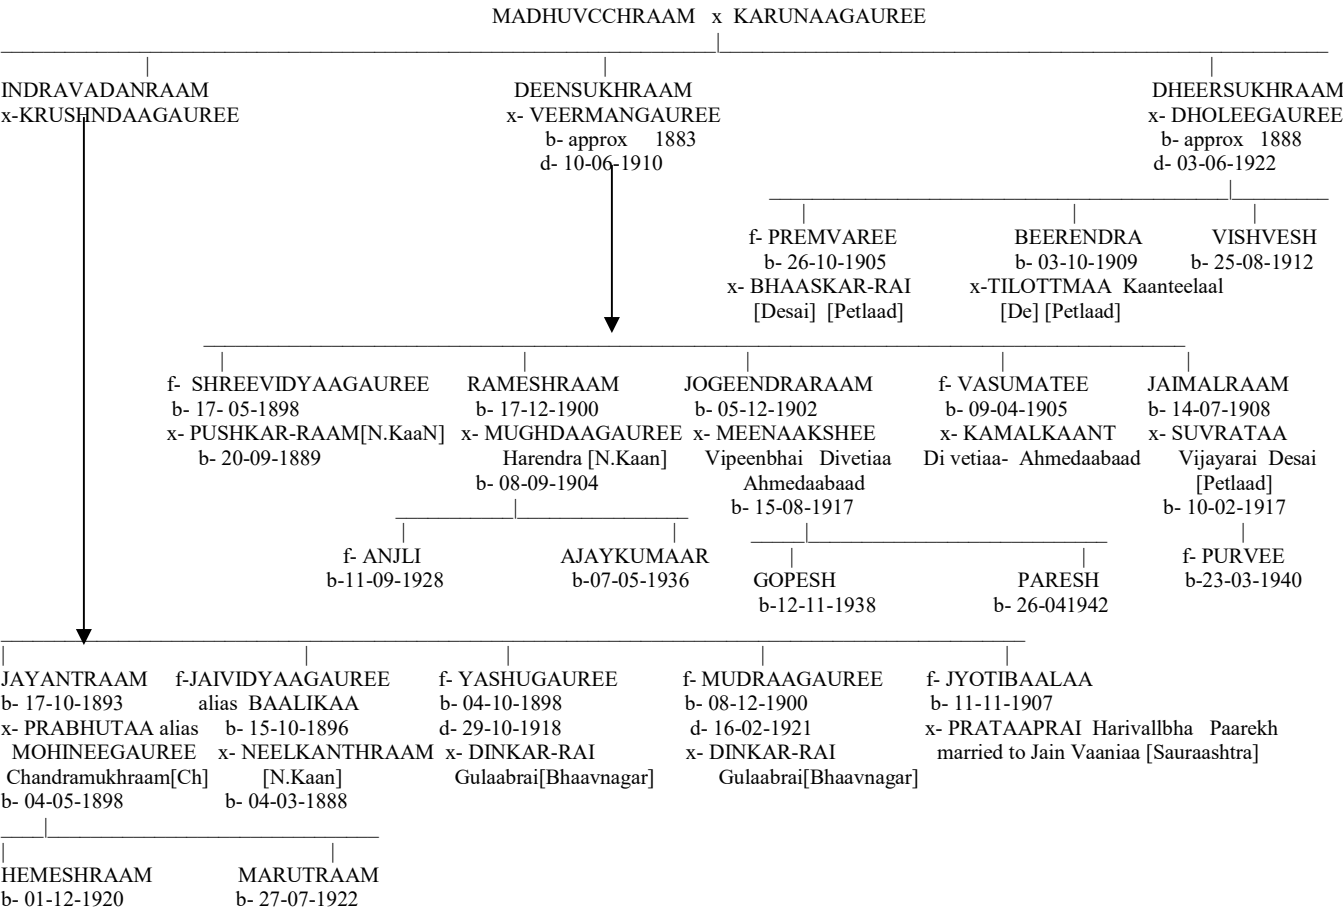 MADHUVCCHRAAM x KARUNAAGAUREE
INDRAVADANRAAM DEENSUKHRAAM DHEERSUKHRAAM
x-KRUSHNDAAGAUREE x- VEERMANGAUREE x- DHOLEEGAUREE
b- approx 1883 b- approx 1888
d- 10-06-1910 d- 03-06-1922
f- PREMVAREE BEERENDRA VISHVESH
b- 26-10-1905 b- 03-10-1909 b- 25-08-1912
x- BHAASKAR-RAI x-TILOTTMAA Kaanteelaal
[Desai] [Petlaad] [De] [Petlaad]
f- SHREEVIDYAAGAUREE RAMESHRAAM JOGEENDRARAAM f- VASUMATEE JAIMALRAAM
b- 17- 05-1898 b- 17-12-1900 b- 05-12-1902 b- 09-04-1905 b- 14-07-1908
x- PUSHKAR-RAAM[N.KaaN] x- MUGHDAAGAUREE x- MEENAAKSHEE x- KAMALKAANT x- SUVRATAA
b- 20-09-1889 Harendra [N.Kaan] Vipeenbhai Divetiaa Di vetiaa- Ahmedaabaad Vijayarai Desai
b- 08-09-1904 Ahmedaabaad [Petlaad]
b- 15-08-1917 b- 10-02-1917
f- ANJLI AJAYKUMAAR GOPESH PARESH f- PURVEE
b-11-09-1928 b-07-05-1936 b-12-11-1938 b- 26-041942 b-23-03-1940
JAYANTRAAM f-JAIVIDYAAGAUREE f- YASHUGAUREE f- MUDRAAGAUREE f- JYOTIBAALAA
b- 17-10-1893 alias BAALIKAA b- 04-10-1898 b- 08-12-1900 b- 11-11-1907
x- PRABHUTAA alias b- 15-10-1896 d- 29-10-1918 d- 16-02-1921 x- PRATAAPRAI Harivallbha Paarekh
MOHINEEGAUREE x- NEELKANTHRAAM x- DINKAR-RAI x- DINKAR-RAI married to Jain Vaaniaa [Sauraashtra]
Chandramukhraam[Ch] [N.Kaan] Gulaabrai[Bhaavnagar] Gulaabrai[Bhaavnagar]
b- 04-05-1898 b- 04-03-1888
HEMESHRAAM MARUTRAAM
b- 01-12-1920 b- 27-07-1922